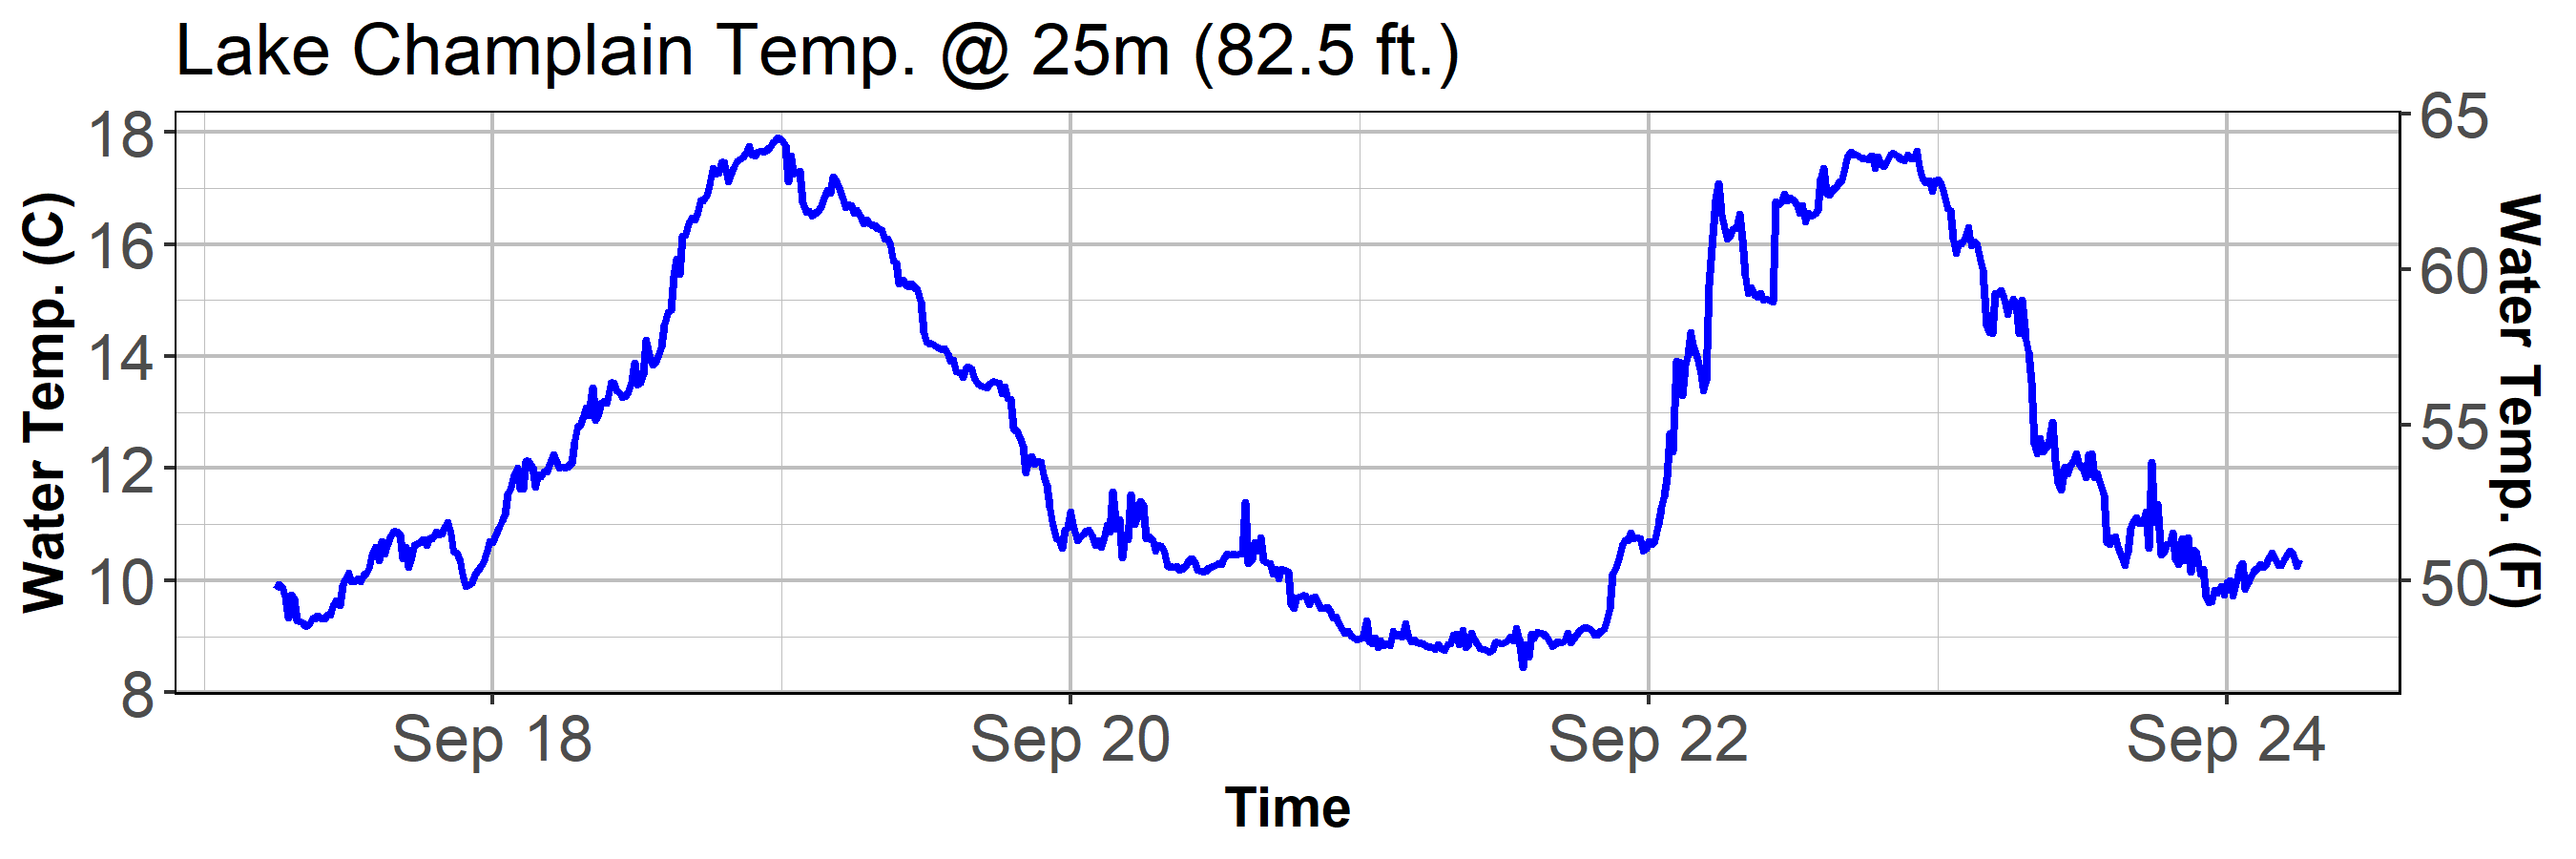 Lake Champlain Temp. @ 25m (82.5 ft.)
18
16
14
12
10
8
Water Temp. (C)
65
60
55
50
Water Temp. (F)
Sep 18
Sep 20
Sep 22
Sep 24
Time